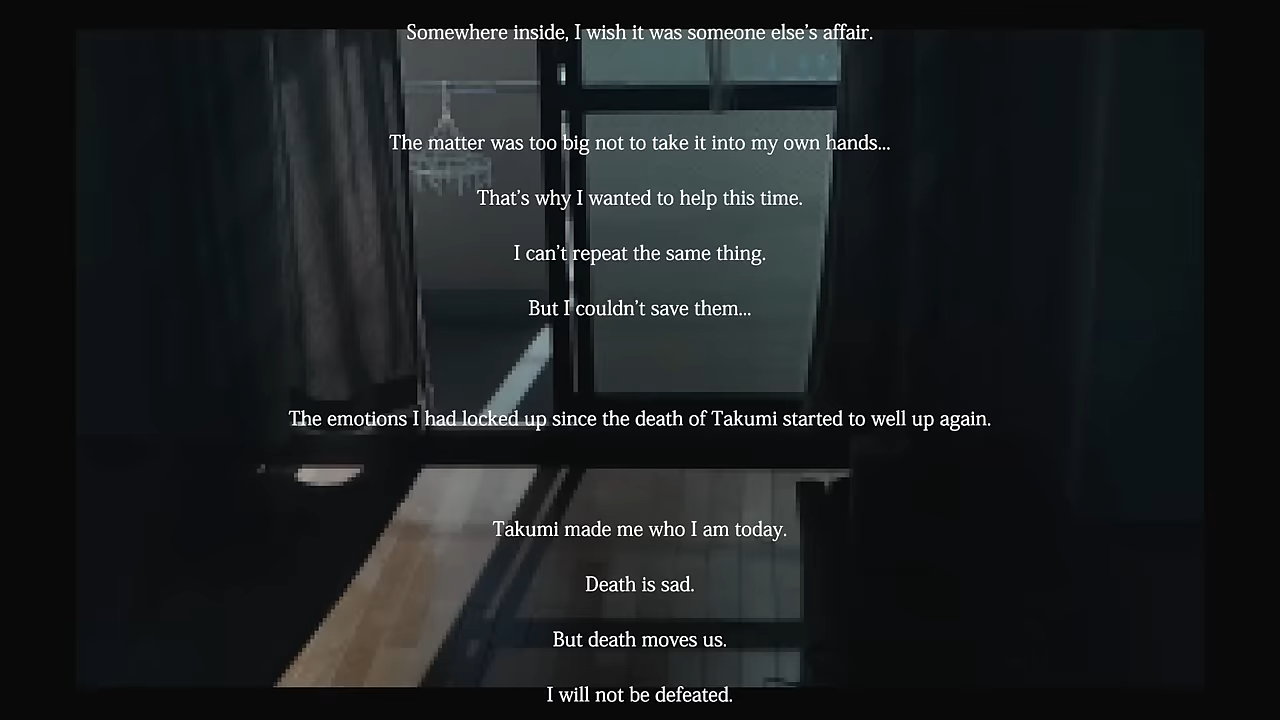 Somewhere inside, I wish it was someone else’s affair.
The matter was too big not to take it into my own hands...
That’s why I wanted to help this time.
I can’t repeat the same thing.
But I couldn’t save them...
The emotions I had locked up since the death of Takumi started to well up again.
Takumi made me who I am today.
Death is sad.
But death moves us.
I will not be defeated.